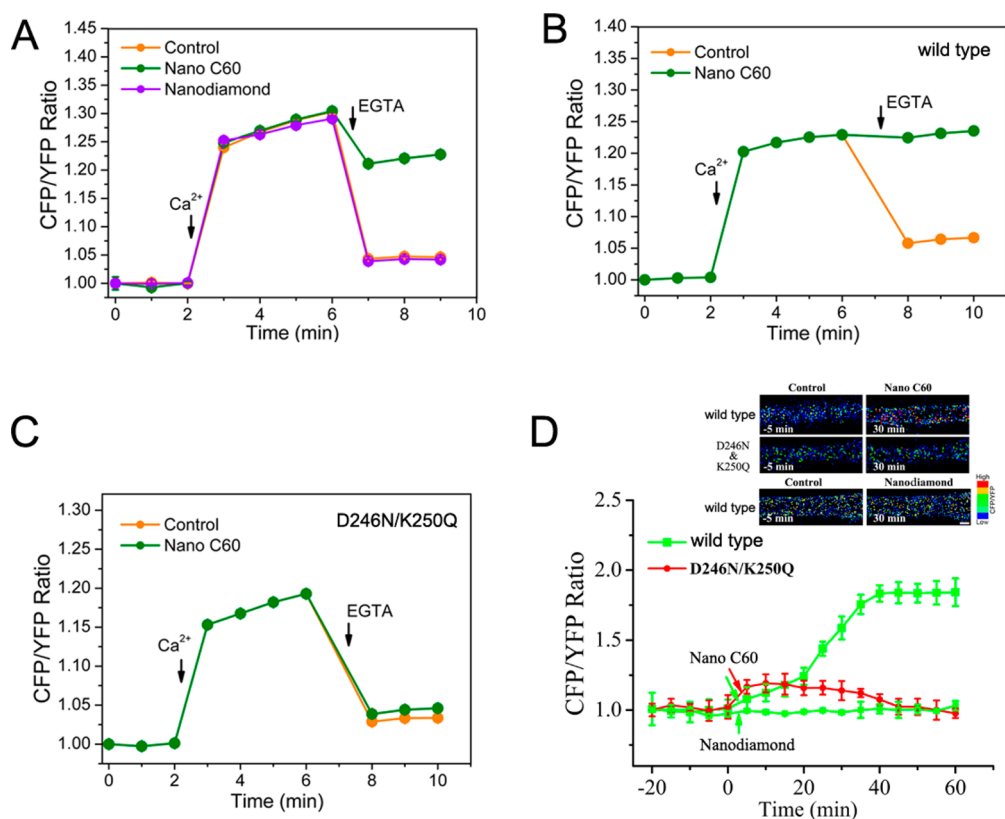 A
CFP/YFP Ratio
1.45
1.40
1.35
1.30
1.25
1.20
1.15
1.10
1.05
1.00
Control
Nano C60
Nanodiamond
Ca2+
EGTA
0 2 4 6 8 10
Time (min)
B
CFP/YFP Ratio
1.40
1.35
1.30
1.25
1.20
1.15
1.10
1.05
1.00
Control
Nano C60
wild type
Ca2+
EGTA
0 2 4 6 8 10
Time (min)
C
CFP/YFP Ratio
1.30
1.25
1.20
1.15
1.10
1.05
1.00
Control
Nano C60
D246N/K250Q
Ca2+
EGTA
0 2 4 6 8 10
Time (min)
D
Control Nano C60
wild type
-5 min 30 min
D246N
&
K250Q
-5 min 30 min
Control Nanodiamond
wild type
-5 min 30 min
High
CFP/YFP
Low
CFP/YFP Ratio
2.5
2.0
1.5
1.0
wild type
D246N/K250Q
Nano C60
Nanodiamond
-20 0 20 40 60
Time (min)